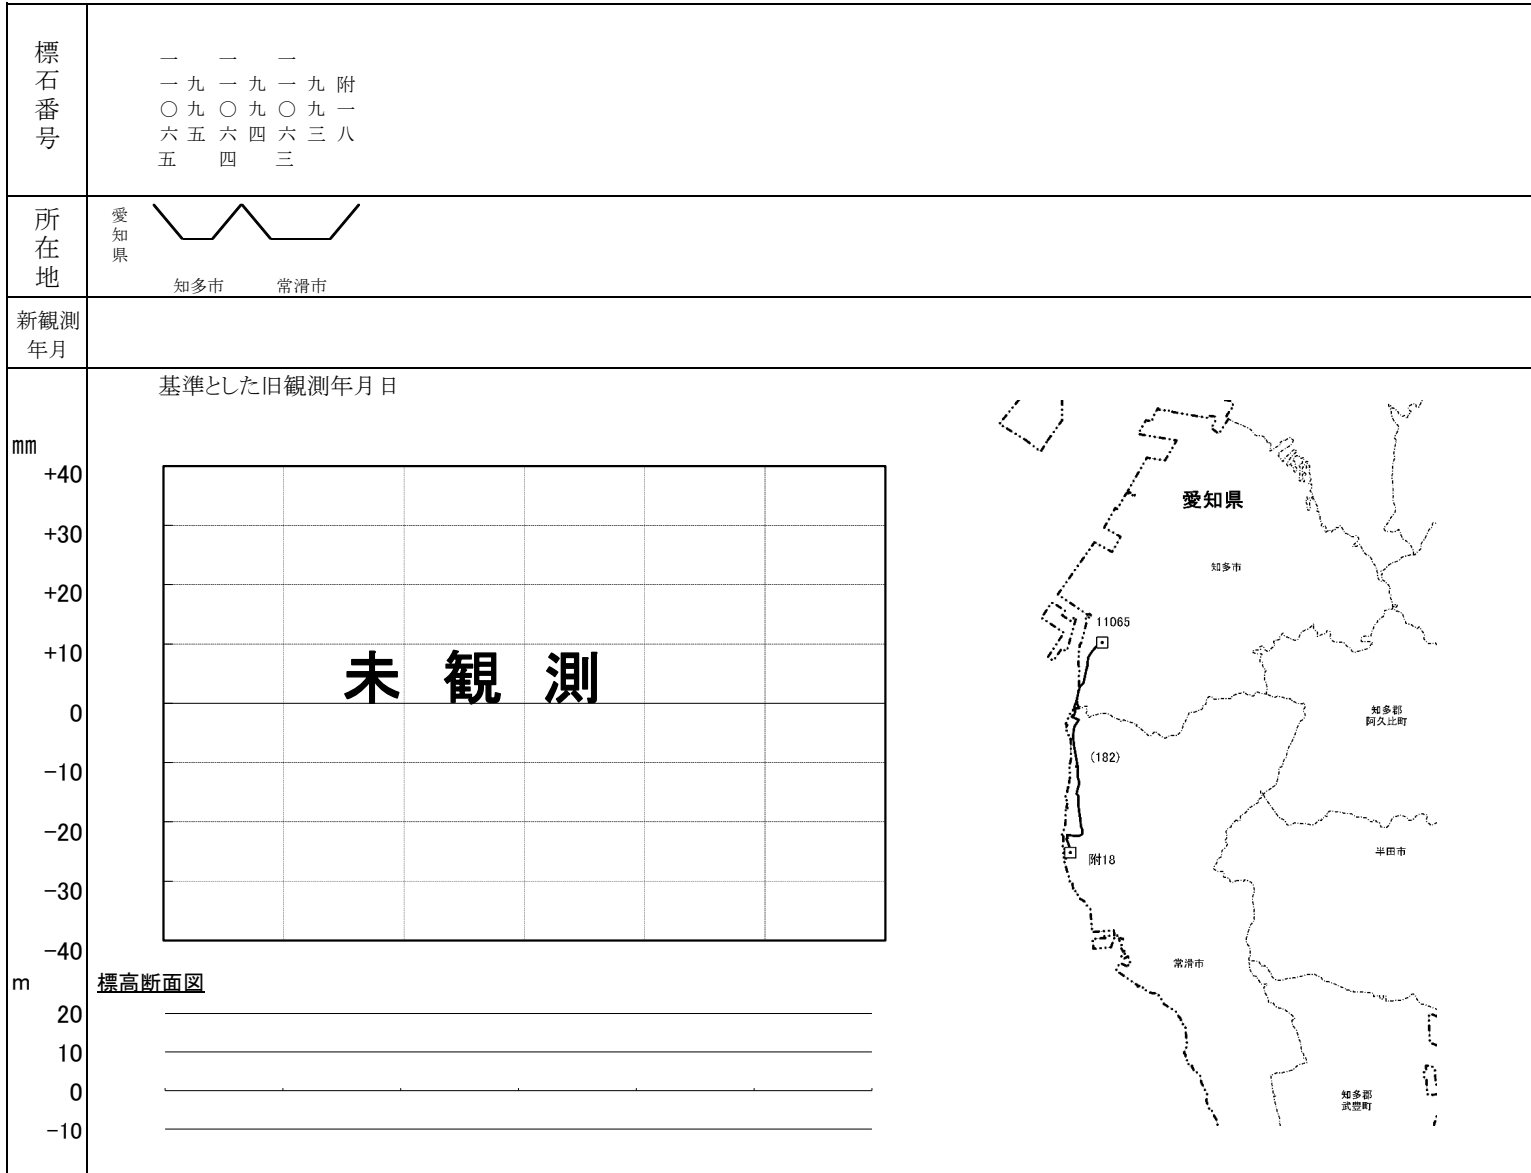 標石番号
一一〇六五
九九五
一一〇六四
九九四
一一〇六三
九九三
附一八
所在地
愛知県
知多市
常滑市
新観測
年月
基準とした旧観測年月日
mm
+40
+30
+20
+10
0
-10
-20
-30
-40
未 観 測
m
標高断面図
20
10
0
-10
愛知県
知多市
11065
知多郡
阿久比町
(182)
半田市
附18
常滑市
知多郡
武豊町